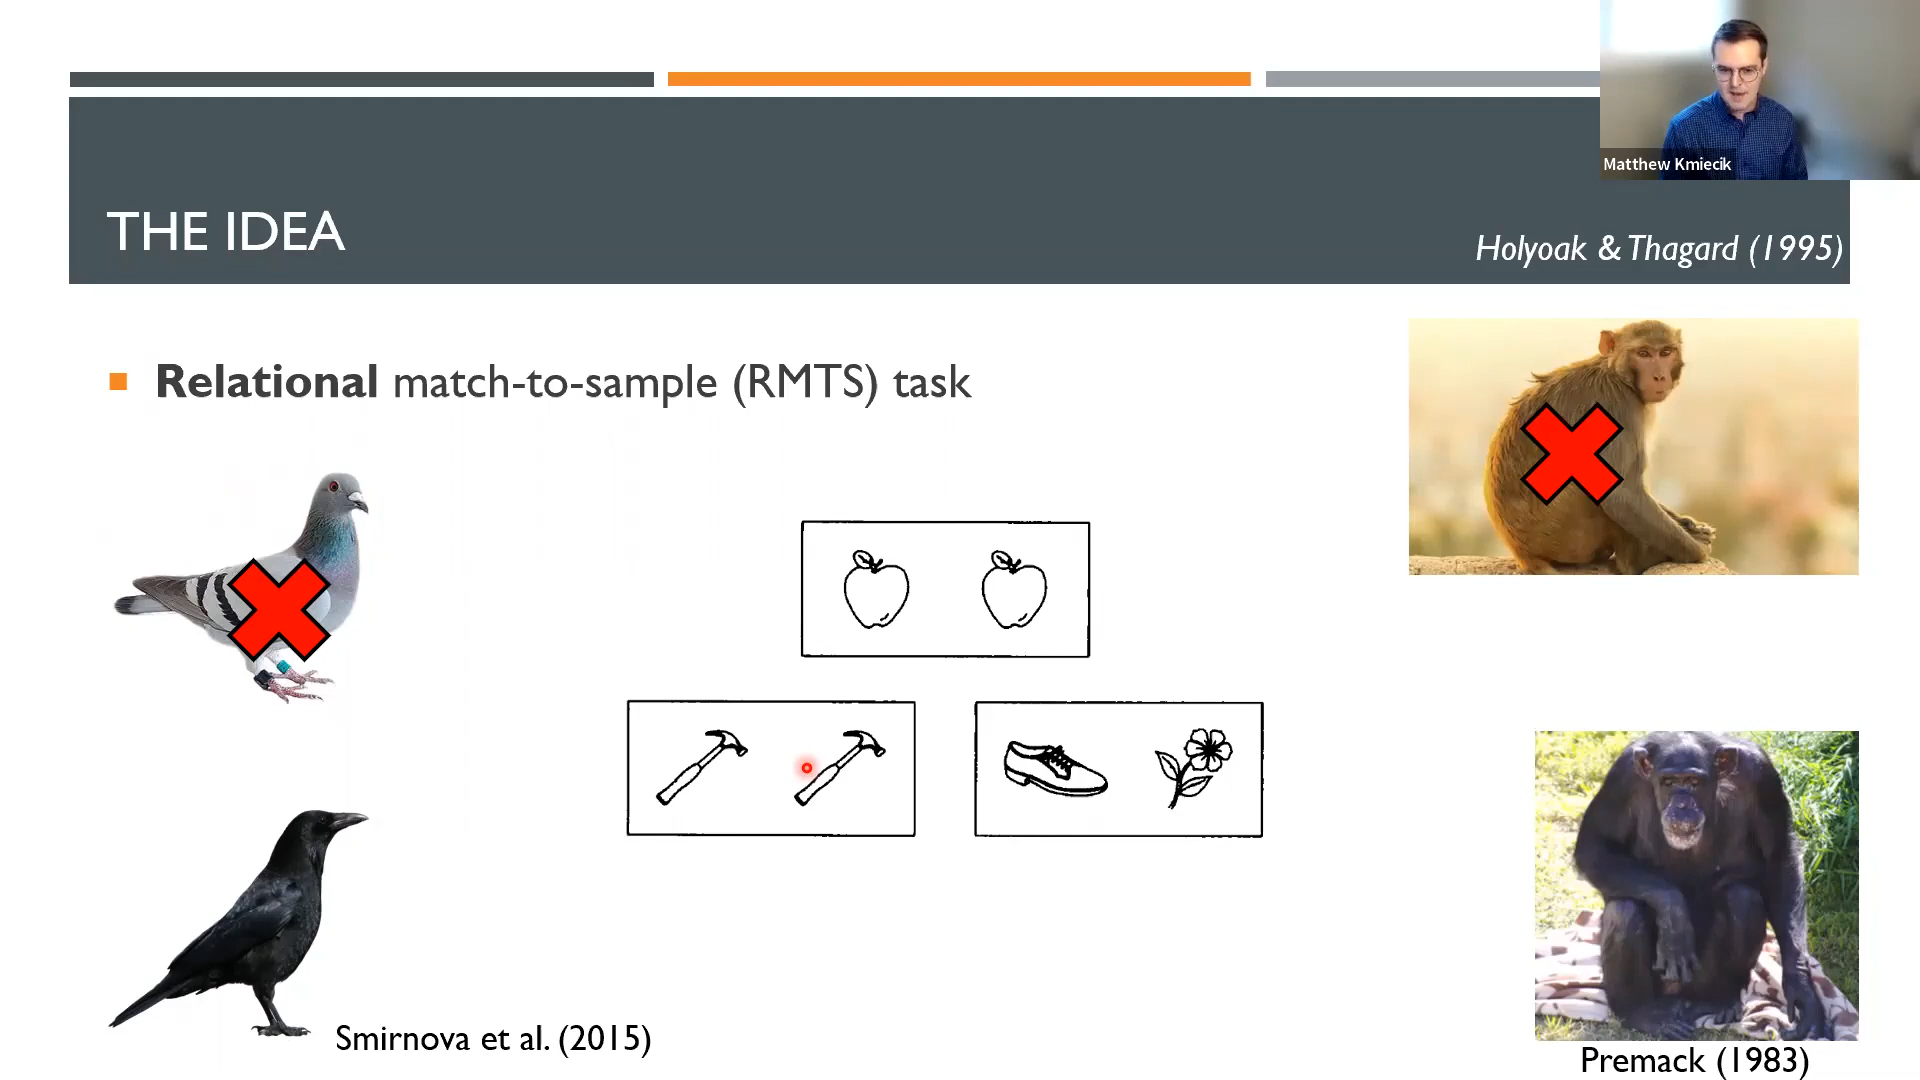 Matthew Kmiecik
THE IDEA
Holyoak & Thagard (1995)
Relational match-to-sample (RMTS) task
Smirnova et al. (2015)
Premack (1983)